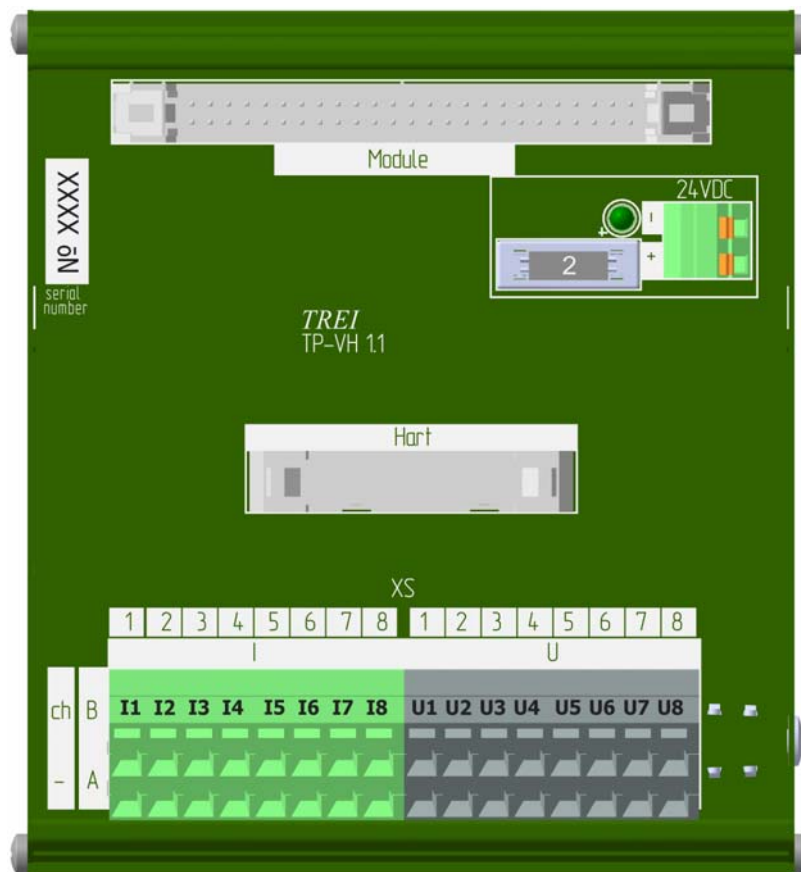 Module
№ XXXX
serial
number
24VDC
–
+
+
2
TREI
TP-VH 1.1
Hart
XS
1 2 3 4 5 6 7 8 1 2 3 4 5 6 7 8
I U
ch B I1 I2 I3 I4 I5 I6 I7 I8 U1 U2 U3 U4 U5 U6 U7 U8
– A